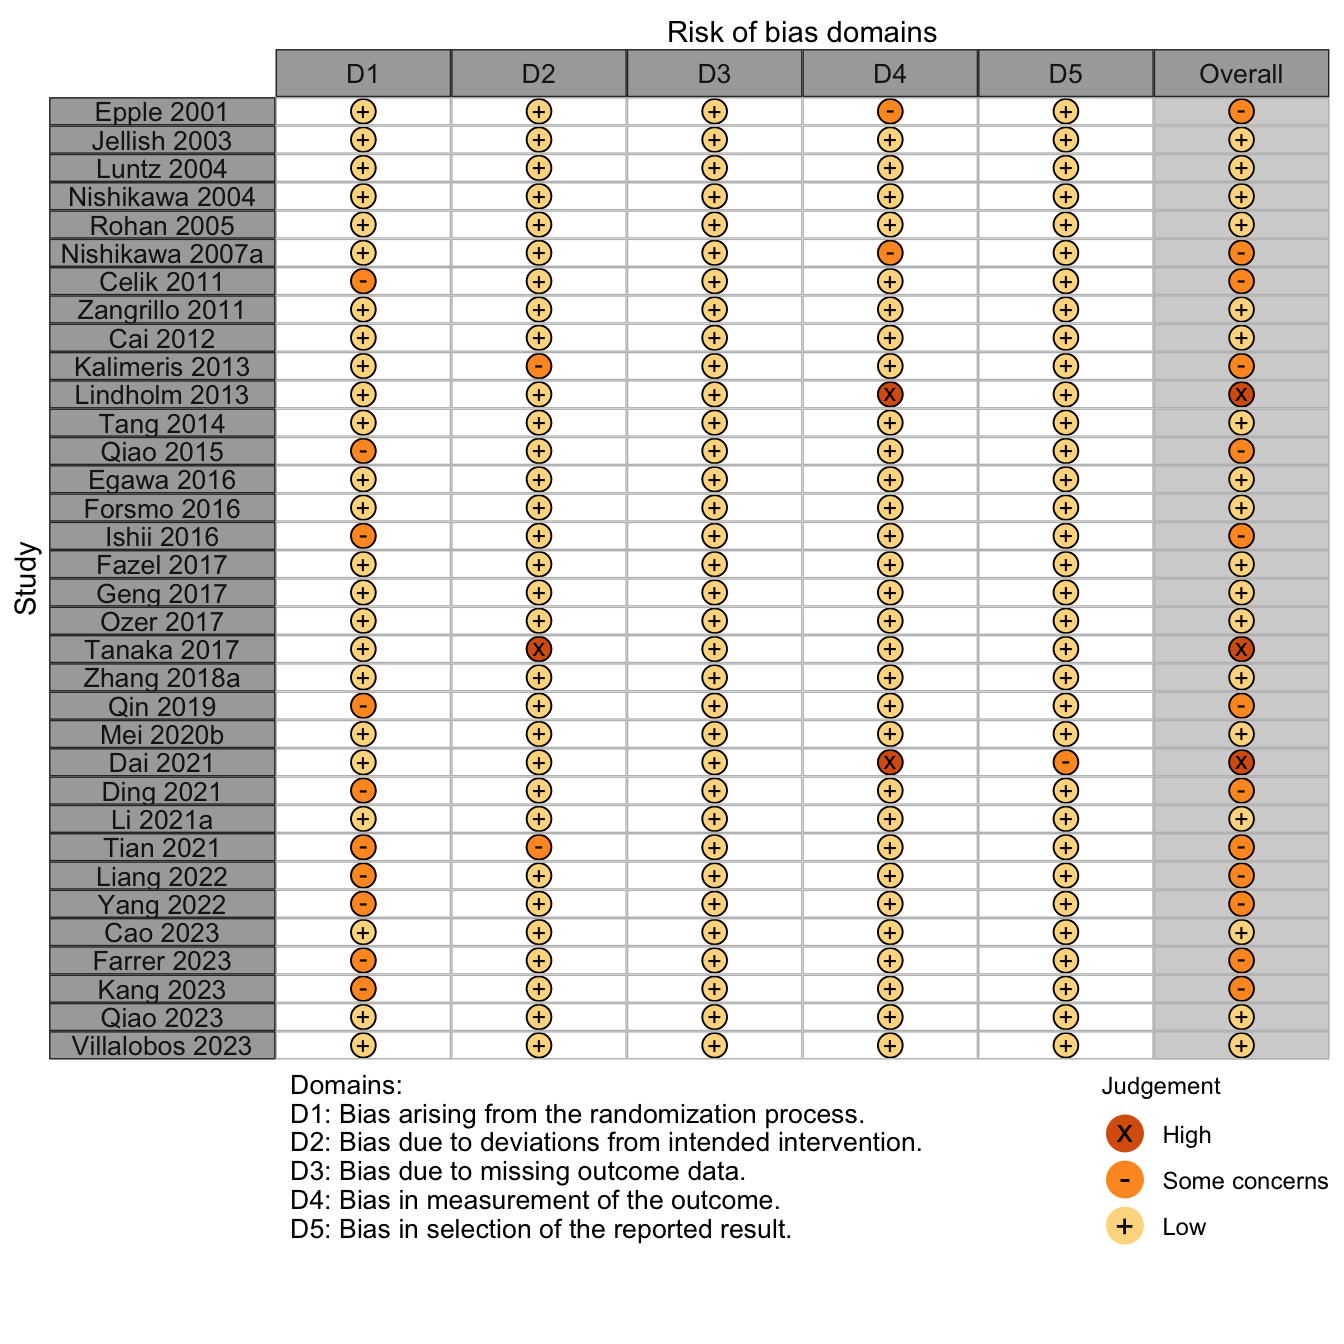 Risk of bias domains
D1 D2 D3 D4 D5 Overall
Study
Epple 2001 + + + - + -
Jellish 2003 + + + + + +
Luntz 2004 + + + + + +
Nishikawa 2004 + + + + + +
Rohan 2005 + + + + + +
Nishikawa 2007a + + + - + -
Celik 2011 - + + + + -
Zangrillo 2011 + + + + + +
Cai 2012 + + + + + +
Kalimeris 2013 + - + + + -
Lindholm 2013 + + + X + X
Tang 2014 + + + + + +
Qiao 2015 - + + + + -
Egawa 2016 + + + + + +
Forsmo 2016 + + + + + +
Ishii 2016 - + + + + -
Fazel 2017 + + + + + +
Geng 2017 + + + + + +
Ozer 2017 + + + + + +
Tanaka 2017 + X + + + X
Zhang 2018a + + + + + +
Qin 2019 - + + + + -
Mei 2020b + + + + + +
Dai 2021 + + + X - X
Ding 2021 - + + + + -
Li 2021a + + + + + +
Tian 2021 - - + + + -
Liang 2022 - + + + + -
Yang 2022 - + + + + -
Cao 2023 + + + + + +
Farrer 2023 - + + + + -
Kang 2023 - + + + + -
Qiao 2023 + + + + + +
Villalobos 2023 + + + + + +
Domains:
D1: Bias arising from the randomization process.
D2: Bias due to deviations from intended intervention.
D3: Bias due to missing outcome data.
D4: Bias in measurement of the outcome.
D5: Bias in selection of the reported result.
Judgement
X High
- Some concerns
+ Low